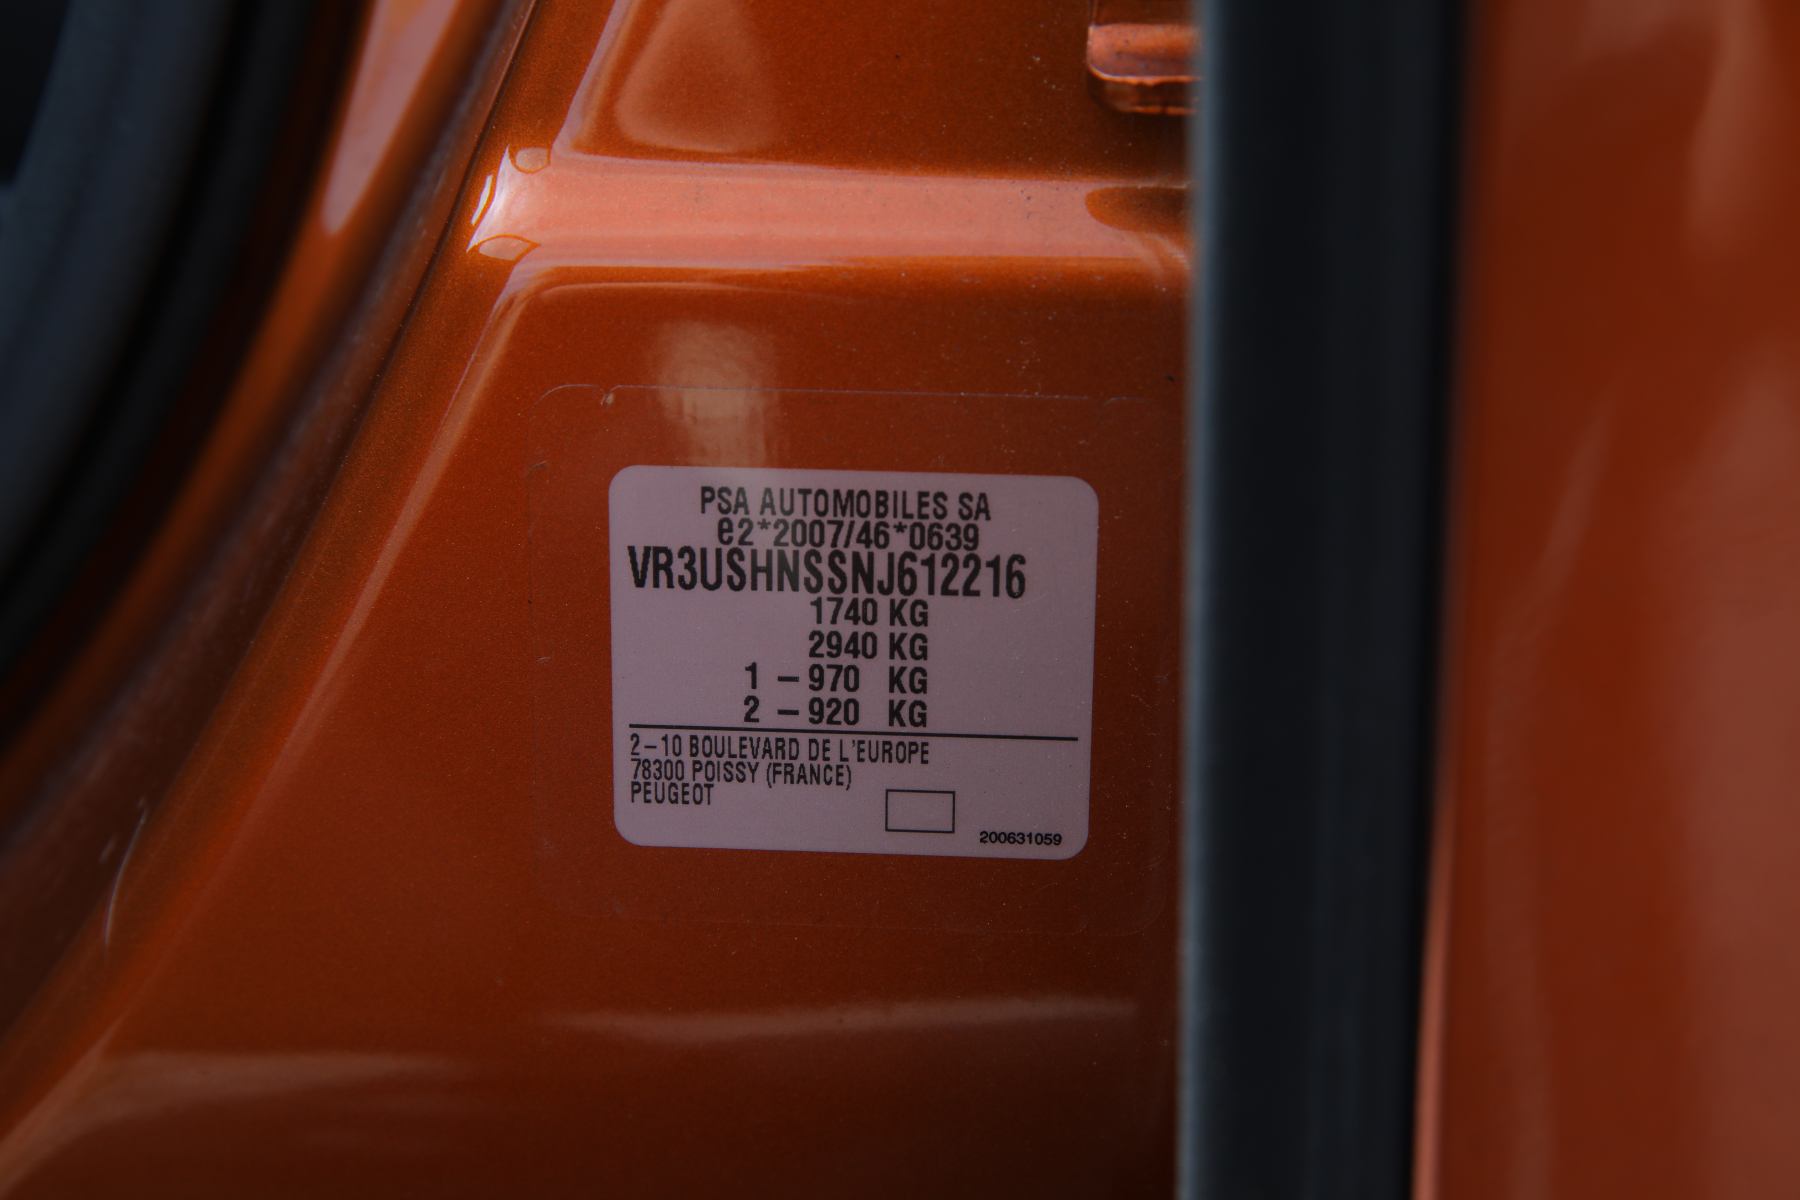 PSA AUTOMOBILES SA
e2*2007/46*0639
VR3USHNSSNJ612216
1740 KG
2940 KG
1 – 970 KG
2 – 920 KG
2–10 BOULEVARD DE L'EUROPE
78300 POISSY (FRANCE)
PEUGEOT
200631059